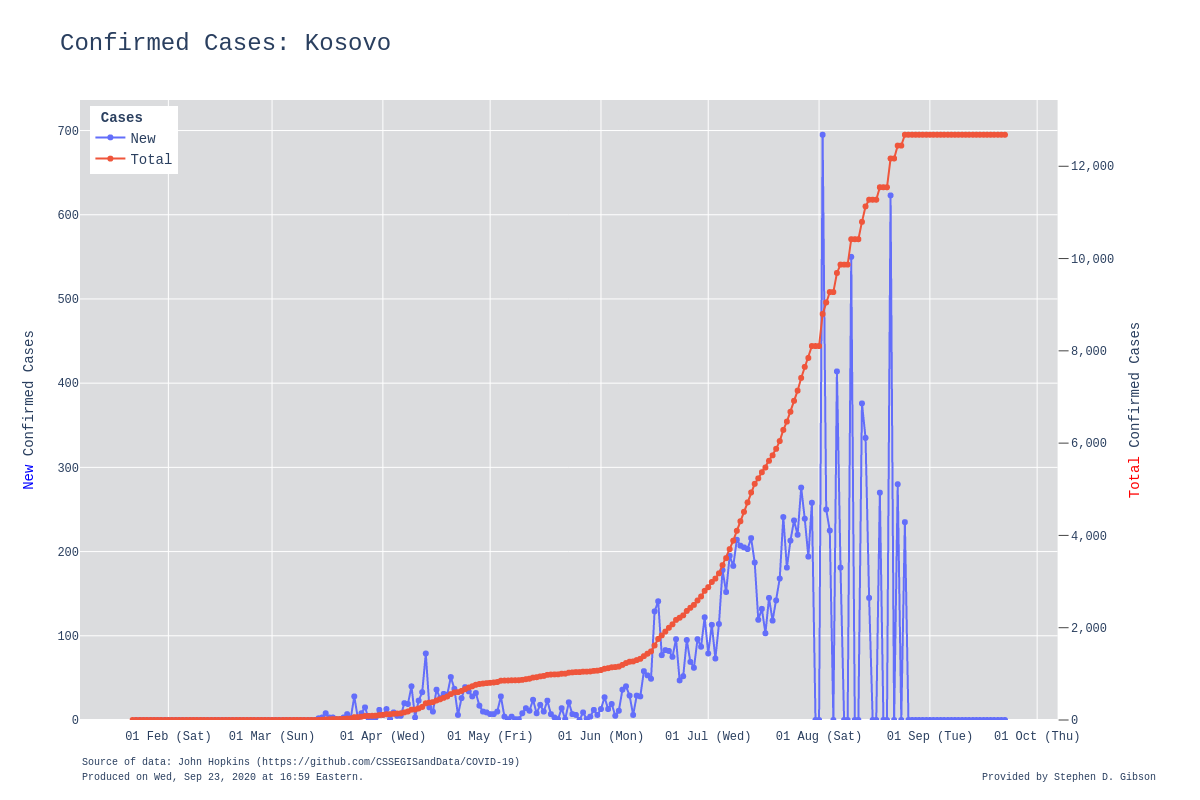 Confirmed Cases: Kosovo
Cases
New
Total
700
600
500
400
300
200
100
0
New Confirmed Cases
12,000
10,000
8,000
6,000
4,000
2,000
0
Total Confirmed Cases
01 Feb (Sat) 01 Mar (Sun) 01 Apr (Wed) 01 May (Fri) 01 Jun (Mon) 01 Jul (Wed) 01 Aug (Sat) 01 Sep (Tue) 01 Oct (Thu)
Source of data: John Hopkins (https://github.com/CSSEGISandData/COVID-19)
Produced on Wed, Sep 23, 2020 at 16:59 Eastern.
Provided by Stephen D. Gibson